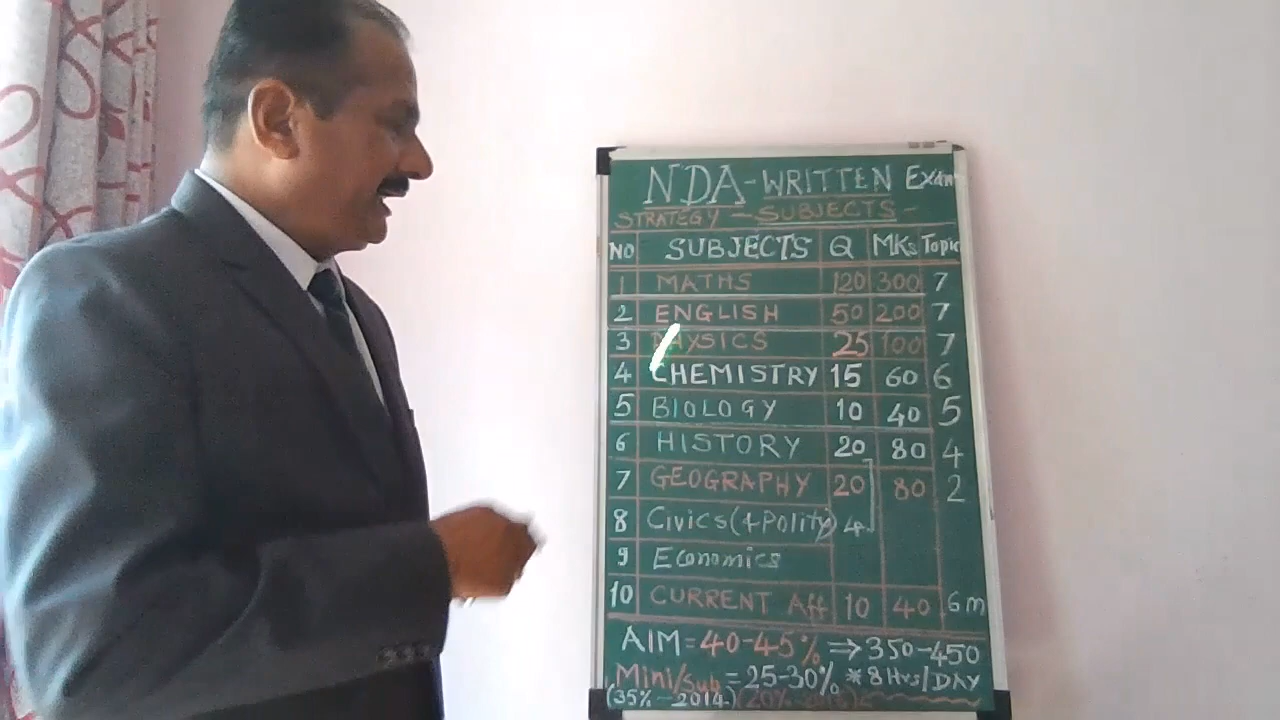 NDA-WRITTEN Exam
STRATEGY - SUBJECTS -
NO SUBJECTS Q MKs Topic
1 MATHS 120 300 7
2 ENGLISH 50 200 7
3 PHYSICS 25 100 7
4 CHEMISTRY 15 60 6
5 BIOLOGY 10 40 5
6 HISTORY 20 80 4
7 GEOGRAPHY 20 80 2
8 Civics(+Polity)
9 Economics
10 CURRENT Aff 10 40 6m
AIM = 40-45% ⇒ 350-450
Mini/Sub = 25-30% * 8 Hrs/DAY
(35% - 2014)